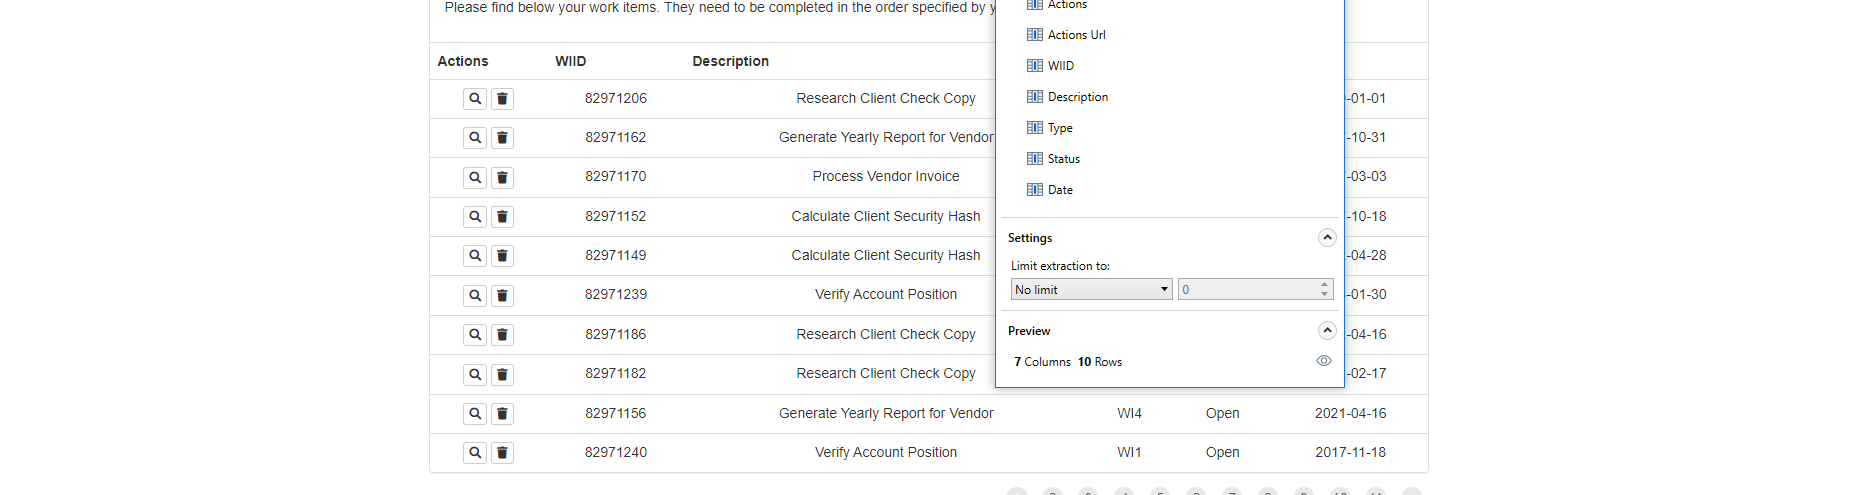 Please find below your work items. They need to be completed in the order specified by y
Actions
Actions Url
WIID
Description
Type
Status
Date
Settings
Limit extraction to:
No limit 0
Preview
7 Columns 10 Rows
Actions WIID Description
82971206 Research Client Check Copy -01-01
82971162 Generate Yearly Report for Vendor -10-31
82971170 Process Vendor Invoice -03-03
82971152 Calculate Client Security Hash -10-18
82971149 Calculate Client Security Hash -04-28
82971239 Verify Account Position -01-30
82971186 Research Client Check Copy -04-16
82971182 Research Client Check Copy -02-17
82971156 Generate Yearly Report for Vendor WI4 Open 2021-04-16
82971240 Verify Account Position WI1 Open 2017-11-18